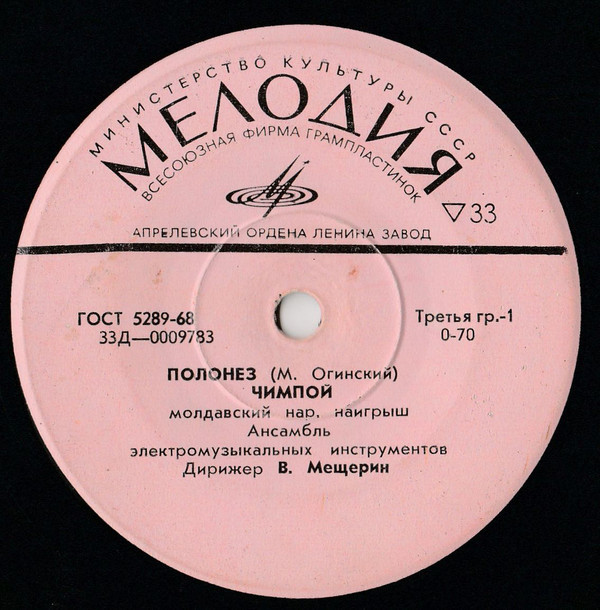 МИНИСТЕРСТВО КУЛЬТУРЫ СССР
МЕЛОДИЯ
ВСЕСОЮЗНАЯ ФИРМА ГРАМПЛАСТИНОК
▽33
АПРЕЛЕВСКИЙ ОРДЕНА ЛЕНИНА ЗАВОД
ГОСТ 5289-68
33Д—0009783
Третья гр.-1
0-70
ПОЛОНЕЗ (М. Огинский)
ЧИМПОЙ
молдавский нар. наигрыш
Ансамбль
электромузыкальных инструментов
Дирижер В. Мещерин